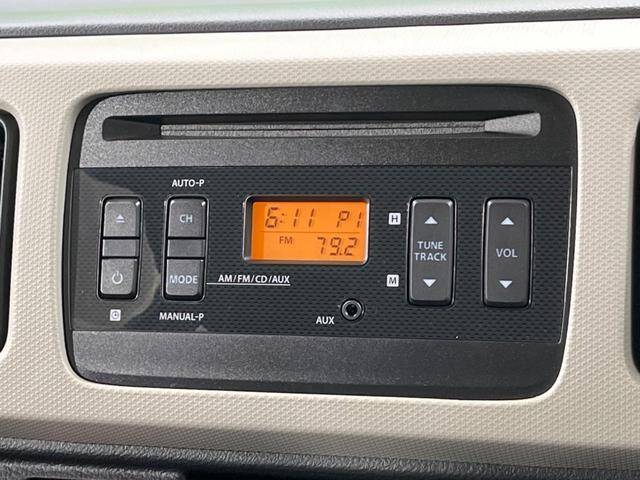 AUTO-P
CH
MODE
AM/FM/CD/AUX
MANUAL-P
6:11 P1
FM 79.2
AUX
H
M
TUNE
TRACK
VOL